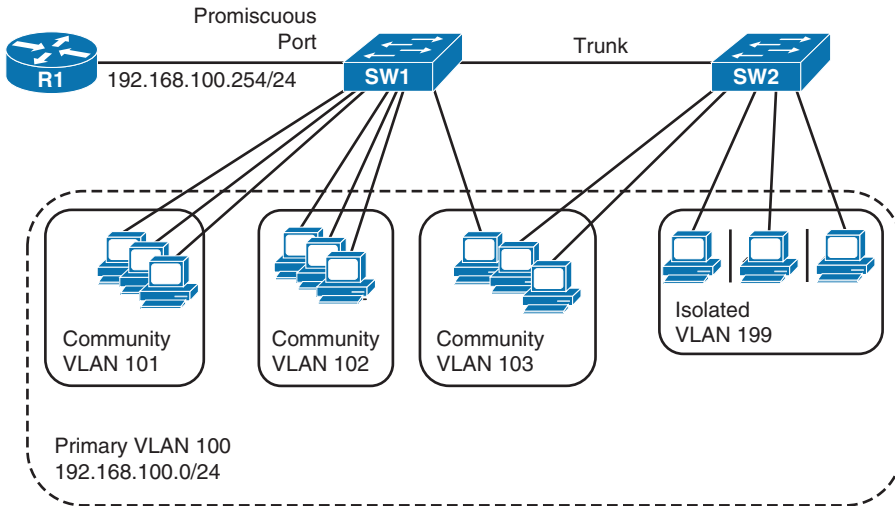 Promiscuous
Port
Trunk
R1
192.168.100.254/24
SW1
SW2
Community
VLAN 101
Community
VLAN 102
Community
VLAN 103
Isolated
VLAN 199
Primary VLAN 100
192.168.100.0/24